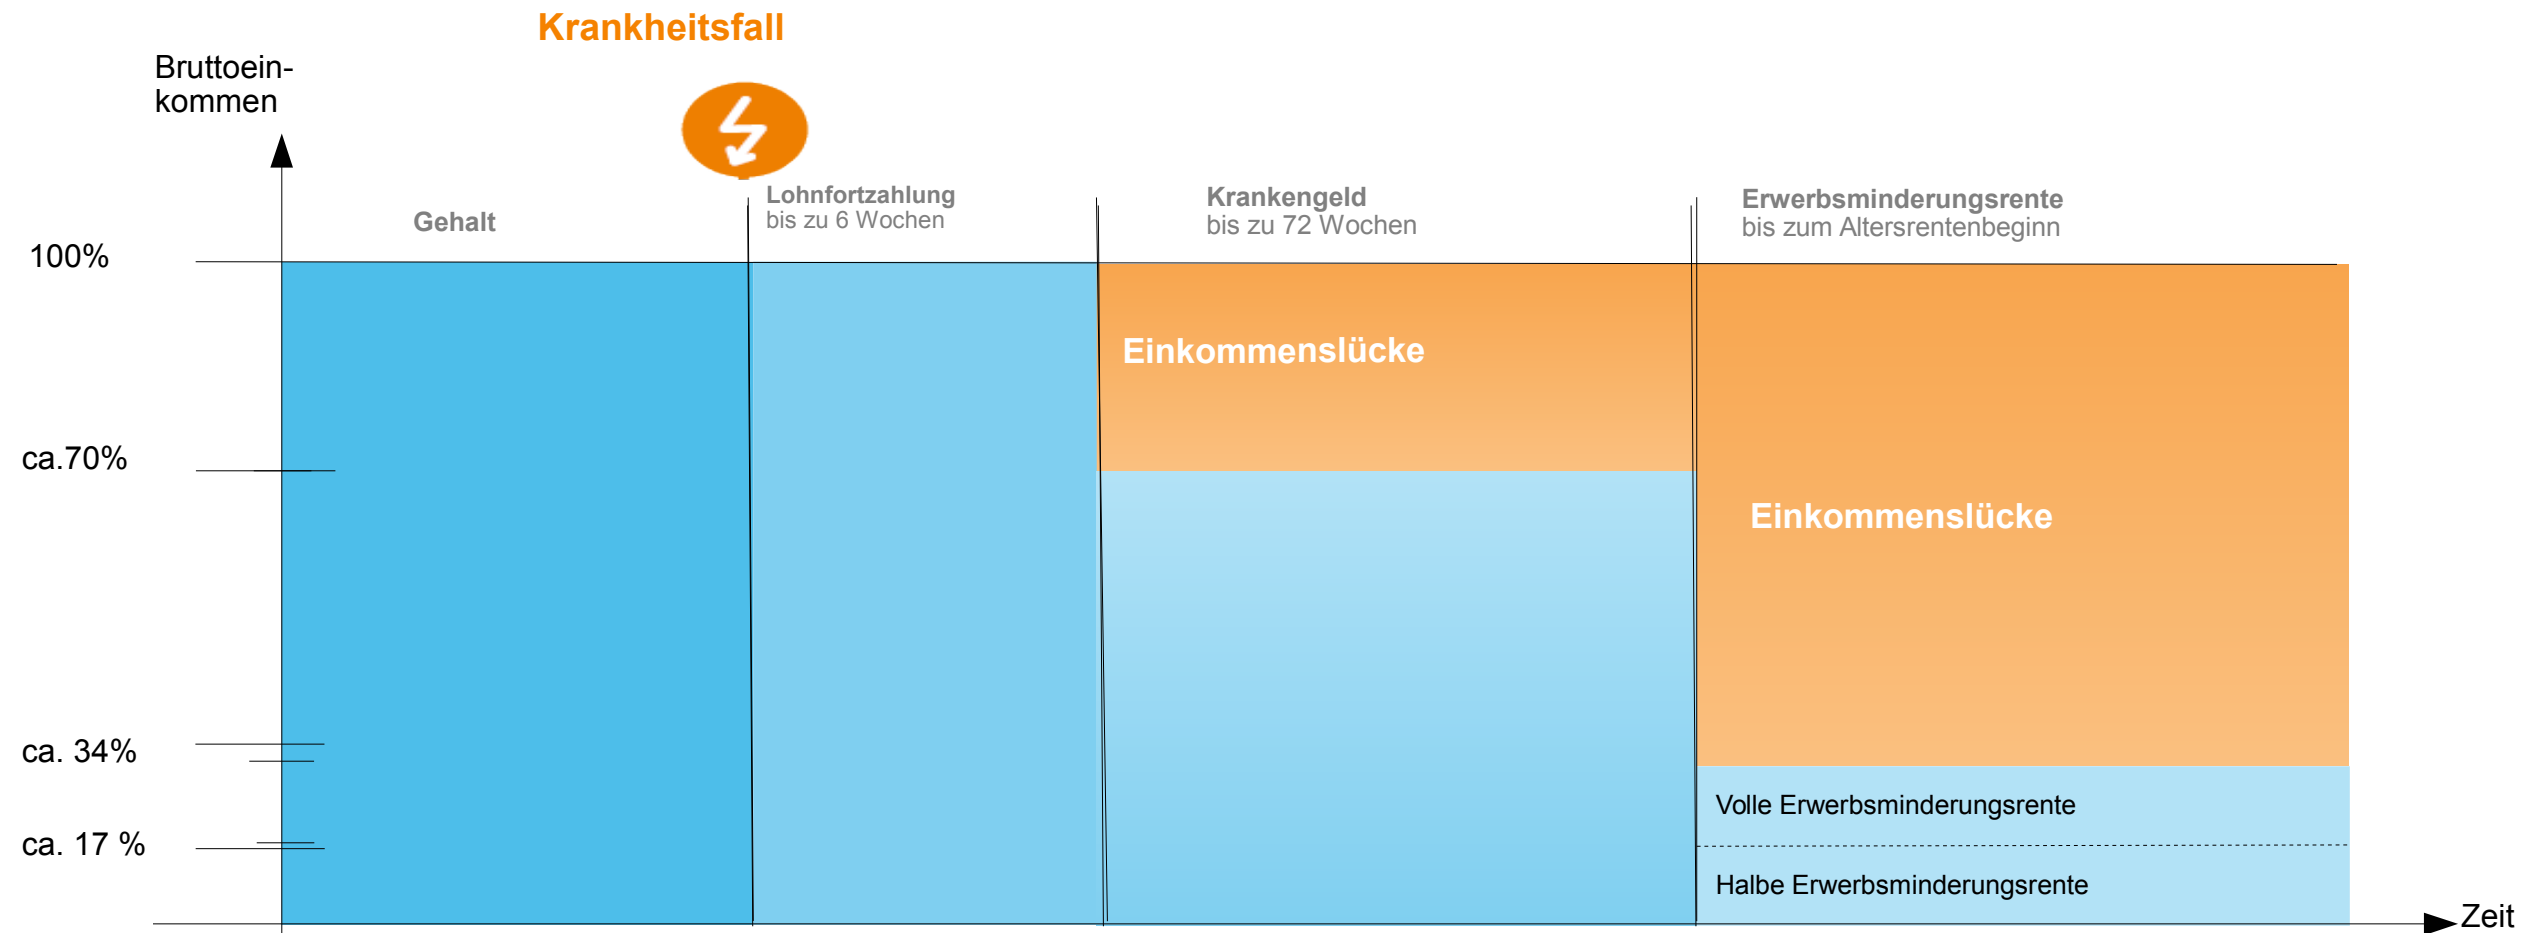 Krankheitsfall
Bruttoein-
kommen
Gehalt
Lohnfortzahlung
bis zu 6 Wochen
Krankengeld
bis zu 72 Wochen
Erwerbsminderungsrente
bis zum Altersrentenbeginn
100%
Einkommenslücke
ca.70%
Einkommenslücke
ca. 34%
Volle Erwerbsminderungsrente
ca. 17 %
Halbe Erwerbsminderungsrente
Zeit